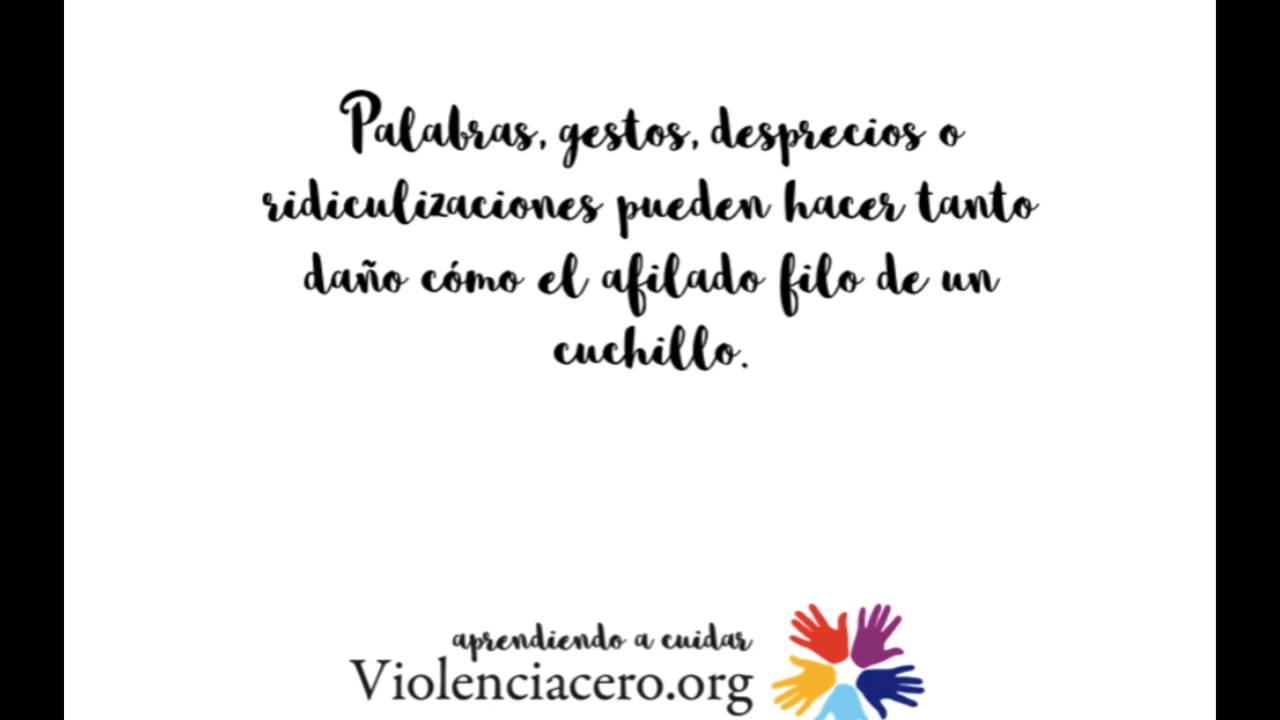 Palabras, gestos, desprecios o
ridiculizaciones pueden hacer tanto
daño cómo el afilado filo de un
cuchillo.
aprendiendo a cuidar
Violenciacero.org